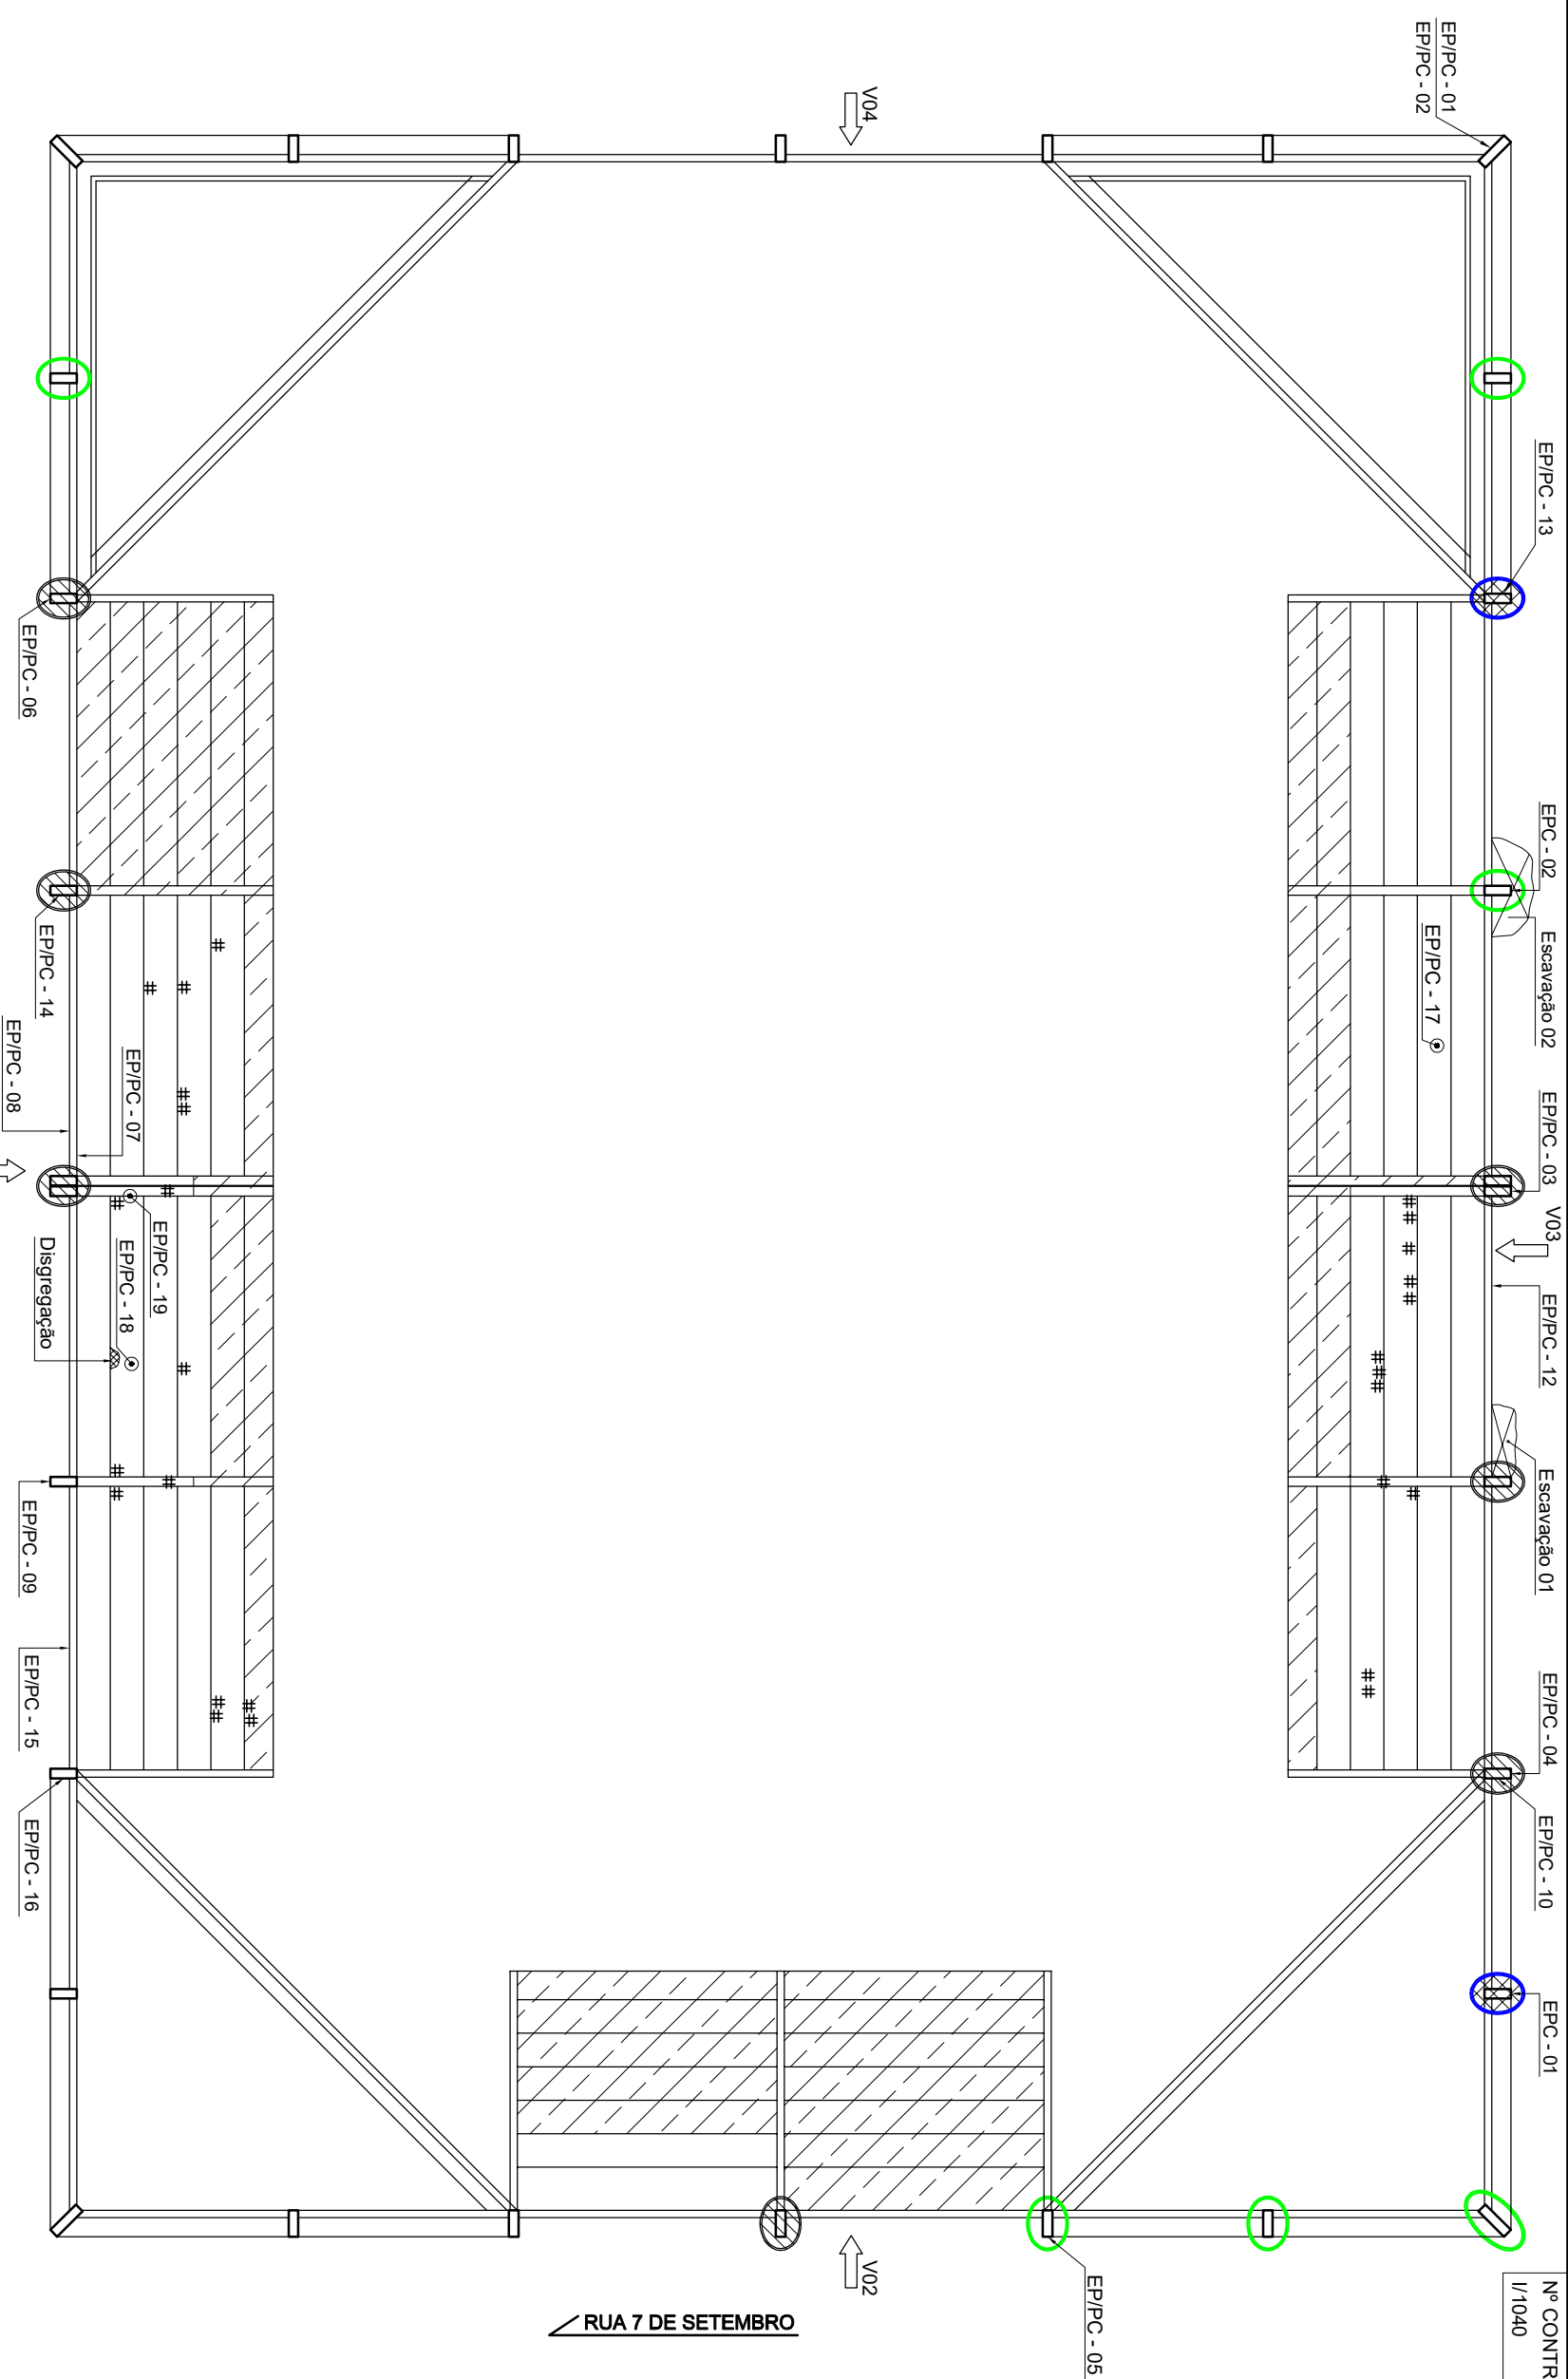 EP/PC - 01
EP/PC - 02
EP/PC - 13
EPC - 02
Escavação 02
EP/PC - 03
V03
EP/PC - 12
Escavação 01
EP/PC - 04
EP/PC - 10
EPC - 01
Nº CONTR
I/1040
EP/PC - 17
V04
V02
EP/PC - 05
RUA 7 DE SETEMBRO
EP/PC - 06
EP/PC - 14
EP/PC - 08
EP/PC - 07
EP/PC - 19
EP/PC - 18
Disgregação
EP/PC - 09
EP/PC - 15
EP/PC - 16